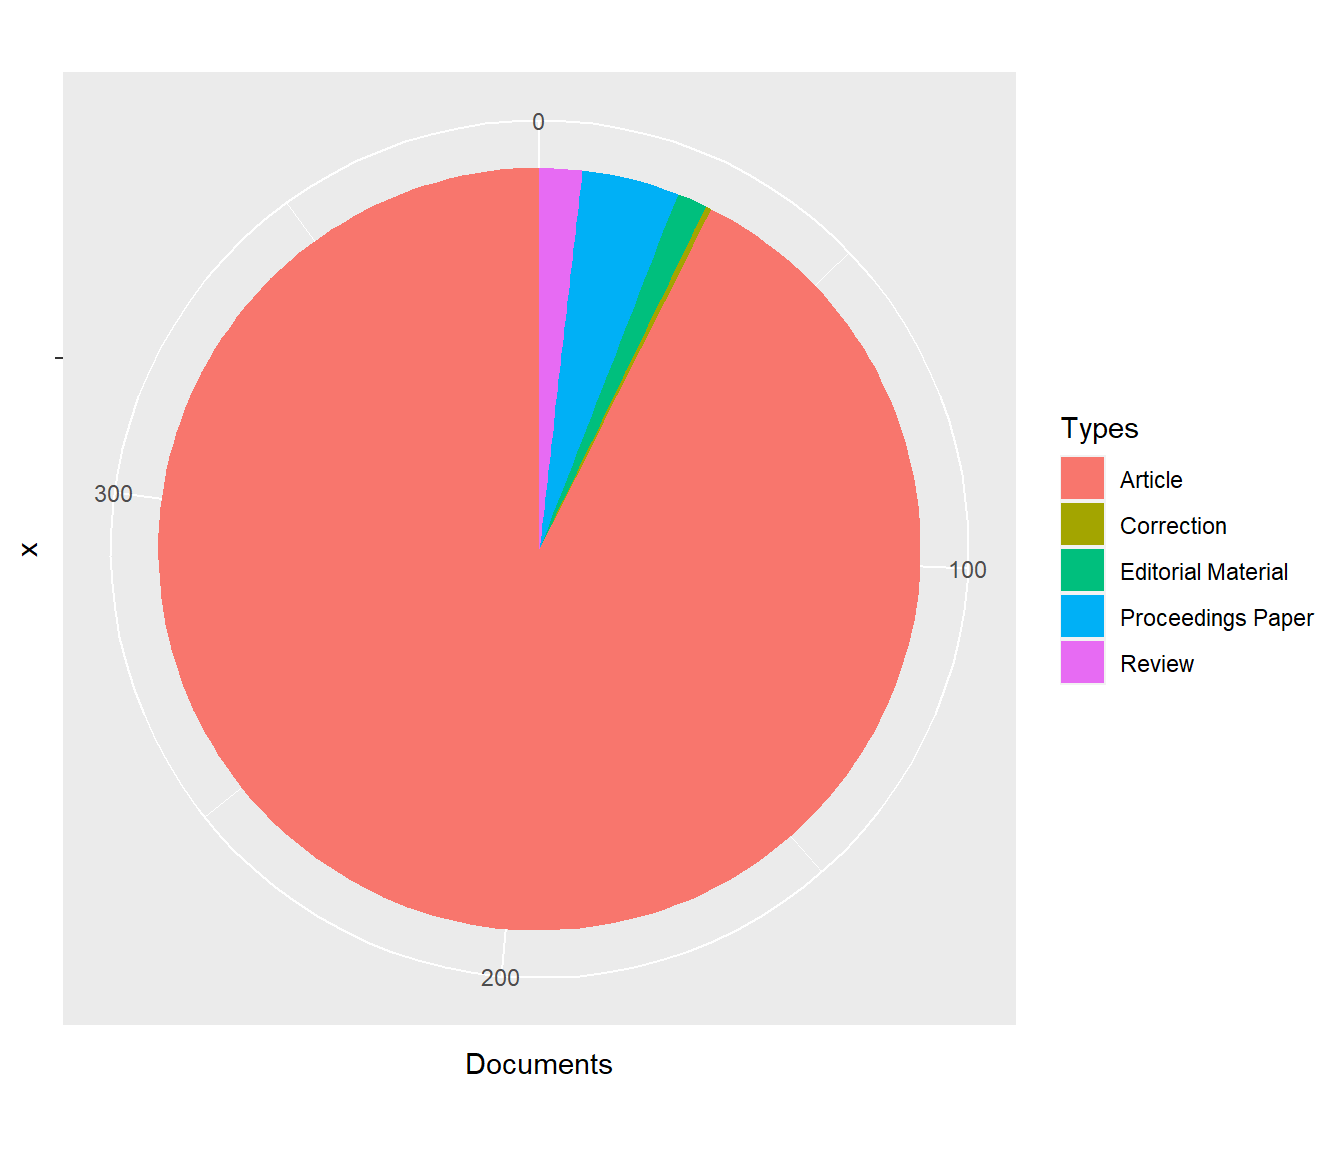 0
300
100
200
x
Documents
Types
Article
Correction
Editorial Material
Proceedings Paper
Review